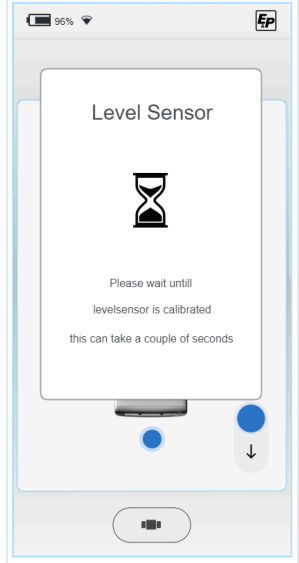 96%
E&P
Level Sensor
Please wait untill
levelsensor is calibrated
this can take a couple of seconds